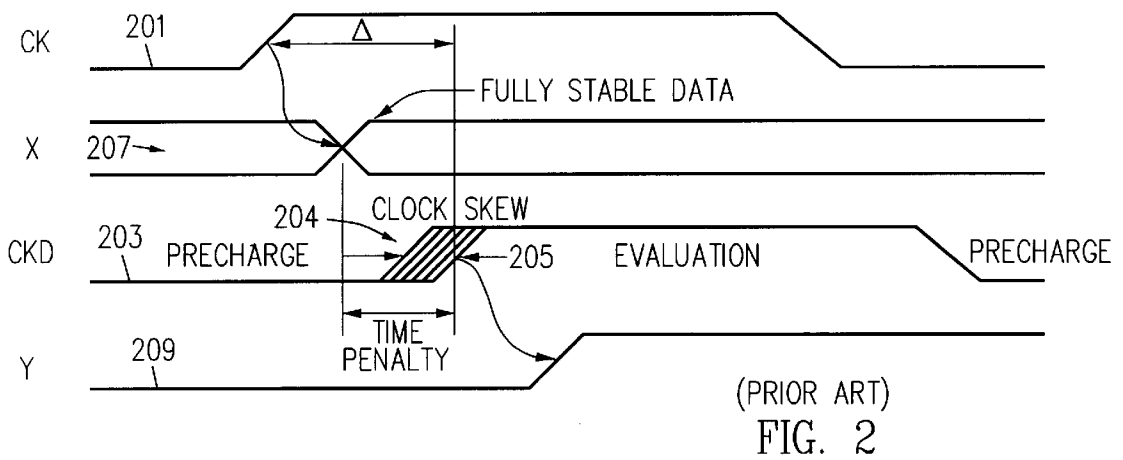 CK 201 Δ
FULLY STABLE DATA
X 207
204 CLOCK SKEW
CKD 203 PRECHARGE 205 EVALUATION PRECHARGE
TIME
PENALTY
Y 209
(PRIOR ART)
FIG. 2